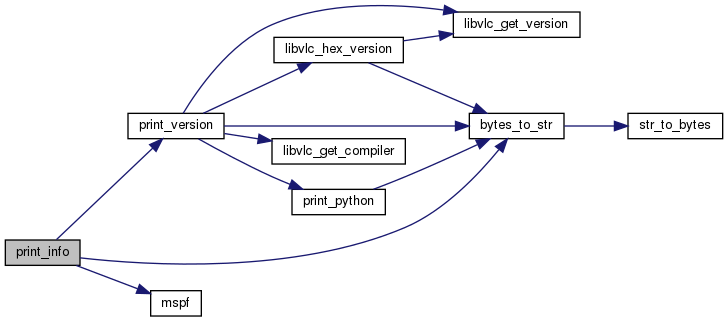 libvlc_get_version
libvlc_hex_version
print_version
bytes_to_str
str_to_bytes
libvlc_get_compiler
print_python
print_info
mspf